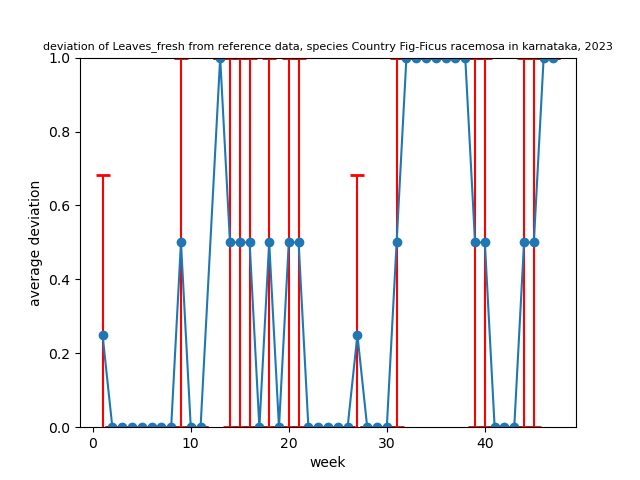 deviation of Leaves_fresh from reference data, species Country Fig-Ficus racemosa in karnataka, 2023
1.0
0.8
0.6
0.4
0.2
0.0
average deviation
0 10 20 30 40
week